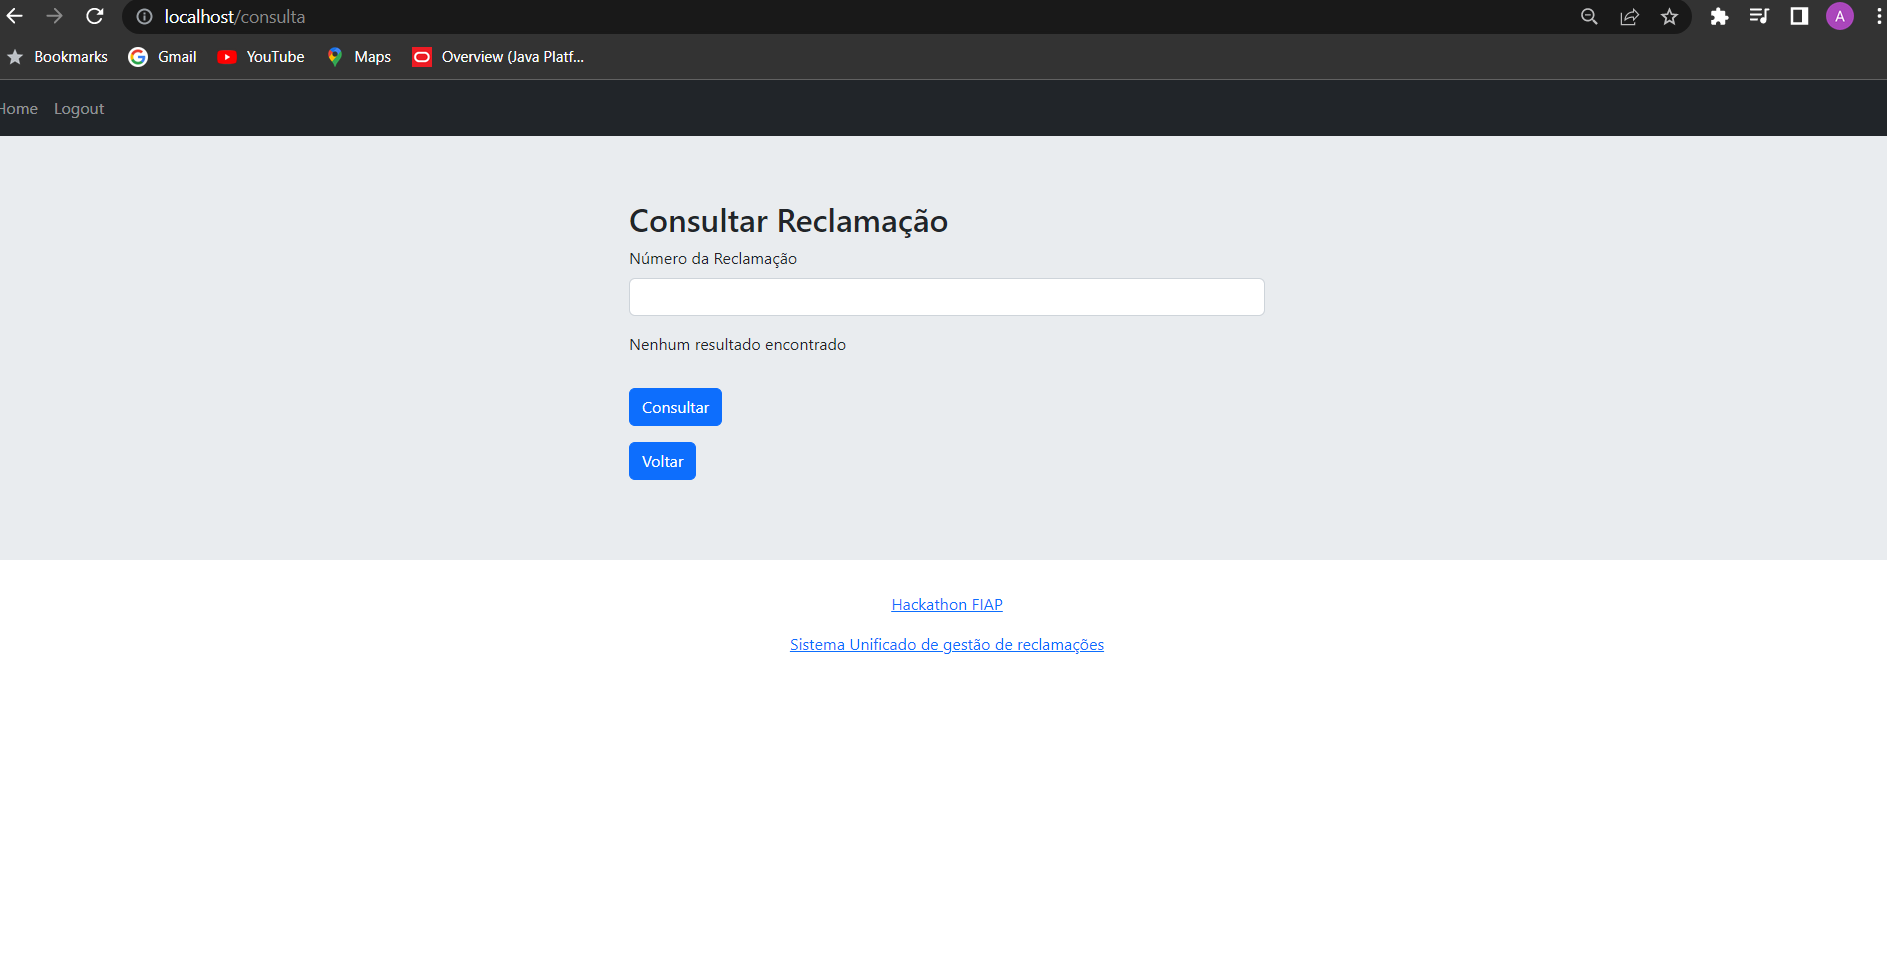 localhost/consulta
A
Bookmarks Gmail YouTube Maps Overview (Java Platf...
Home Logout
Consultar Reclamação
Número da Reclamação
Nenhum resultado encontrado
Consultar
Voltar
Hackathon FIAP
Sistema Unificado de gestão de reclamações